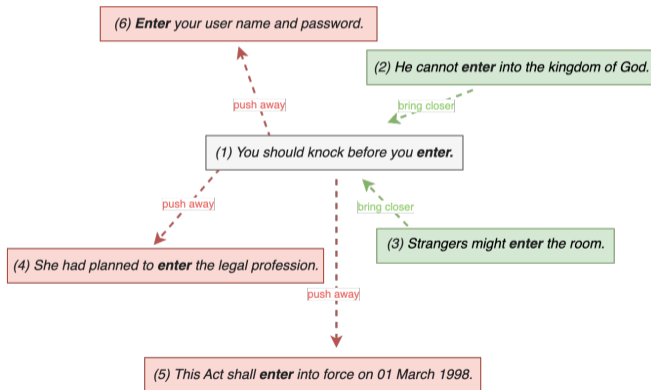 (6) Enter your user name and password.
(2) He cannot enter into the kingdom of God.
push away
bring closer
(1) You should knock before you enter.
push away
bring closer
(3) Strangers might enter the room.
(4) She had planned to enter the legal profession.
push away
(5) This Act shall enter into force on 01 March 1998.